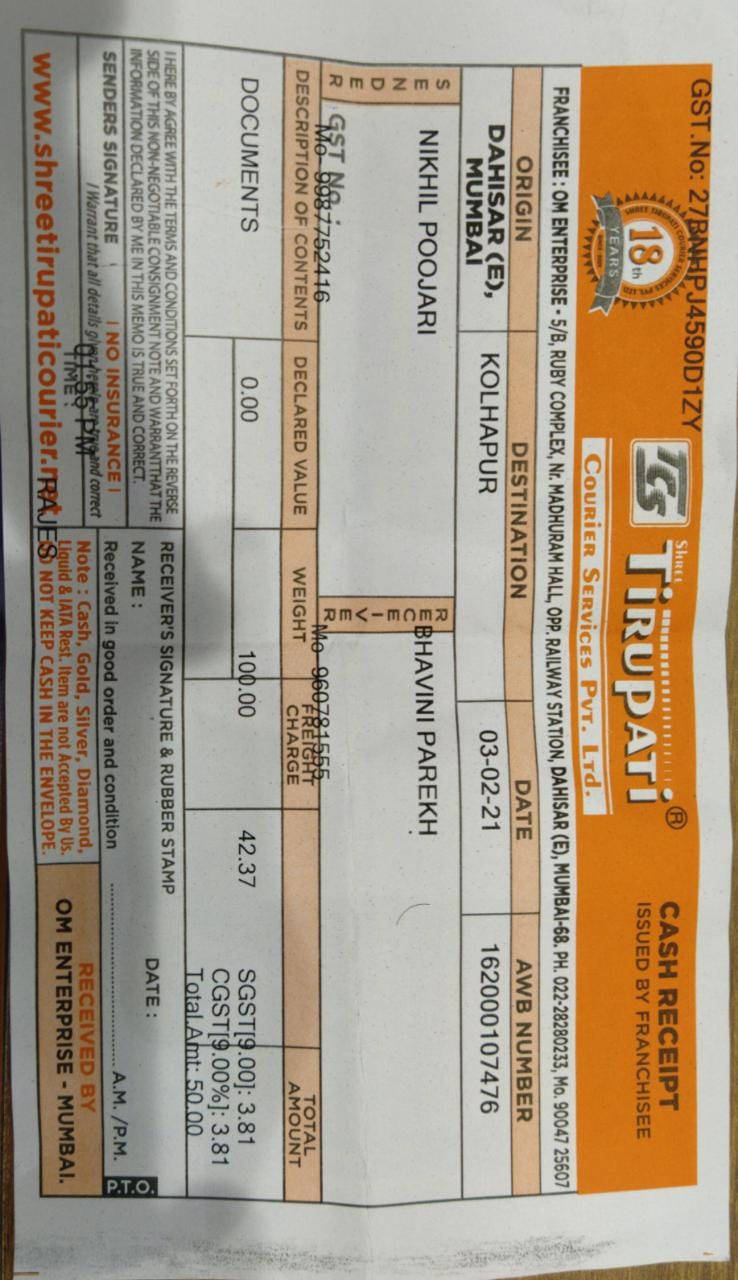 GST.No: 27BNHPJ4590D1ZY
SHREE TIRUPATI COURIER SERVICES PVT. LTD.
18th
YEARS
TCS
SHREE
TIRUPATI®
COURIER SERVICES PVT. LTD.
CASH RECEIPT
ISSUED BY FRANCHISEE
FRANCHISEE : OM ENTERPRISE - 5/B, RUBY COMPLEX, Nr. MADHURAM HALL, OPP. RAILWAY STATION, DAHISAR (E), MUMBAI-68. PH. 022-28280233, Mo. 90047 25607
ORIGIN DESTINATION DATE AWB NUMBER
DAHISAR (E), MUMBAI KOLHAPUR 03-02-21 162000107476
SENDER NIKHIL POOJARI
RECEIVER BHAVINI PAREKH
GST No :
Mo 9987752416
Mo 960781555
DESCRIPTION OF CONTENTS DECLARED VALUE WEIGHT FREIGHT CHARGE TOTAL AMOUNT
DOCUMENTS 0.00 100.00 42.37
SGST[9.00]: 3.81
CGST[9.00%]: 3.81
Total Amt: 50.00
I HERE BY AGREE WITH THE TERMS AND CONDITIONS SET FORTH ON THE REVERSE
SIDE OF THIS NON-NEGOTIABLE CONSIGNMENT NOTE AND WARRANT THAT THE
INFORMATION DECLARED BY ME IN THIS MEMO IS TRUE AND CORRECT.
SENDERS SIGNATURE | NO INSURANCE |
I Warrant that all details given herein are true and correct
TIME :
07:55 PM
www.shreetirupaticourier.net
RAJES
RECEIVER'S SIGNATURE & RUBBER STAMP
NAME : DATE :
Received in good order and condition .................... A.M. /P.M.
P.T.O.
Note : Cash, Gold, Silver, Diamond,
Liquid & IATA Rest. Item are not Accepted By Us.
DO NOT KEEP CASH IN THE ENVELOPE.
RECEIVED BY
OM ENTERPRISE - MUMBAI.